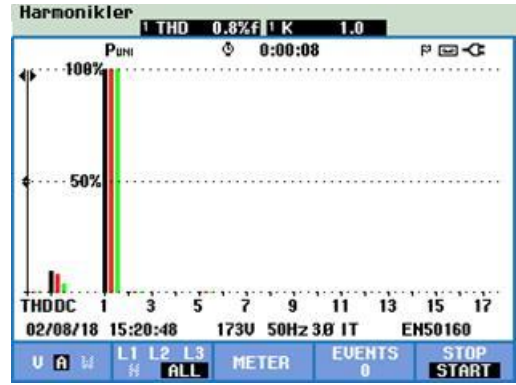 Harmonikler
1 THD 0.8%f 1 K 1.0
PUNI 0:00:08
100%
50%
THDDC 1 3 5 7 9 11 13 15 17
02/08/18 15:20:48 173V 50Hz 3Ø IT EN50160
V A W L1 L2 L3 N ALL METER EVENTS 0 STOP START